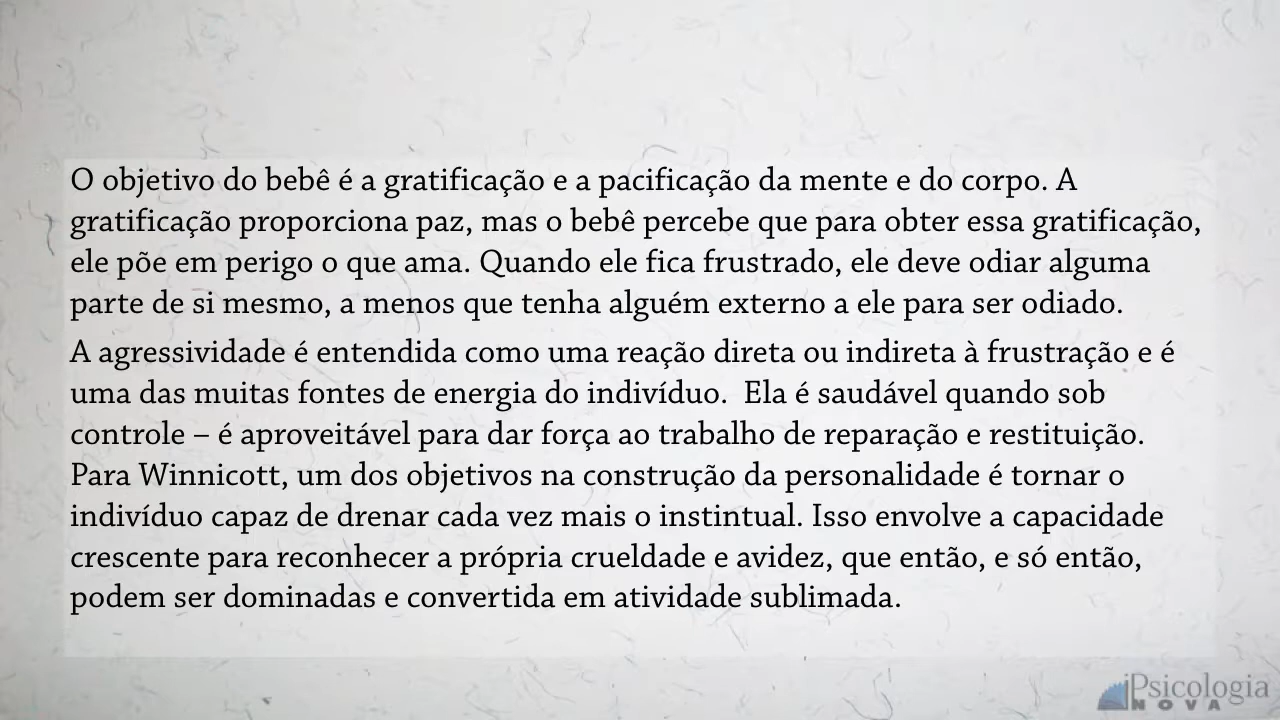 O objetivo do bebê é a gratificação e a pacificação da mente e do corpo. A
gratificação proporciona paz, mas o bebê percebe que para obter essa gratificação,
ele põe em perigo o que ama. Quando ele fica frustrado, ele deve odiar alguma
parte de si mesmo, a menos que tenha alguém externo a ele para ser odiado.
A agressividade é entendida como uma reação direta ou indireta à frustração e é
uma das muitas fontes de energia do indivíduo.  Ela é saudável quando sob
controle – é aproveitável para dar força ao trabalho de reparação e restituição.
Para Winnicott, um dos objetivos na construção da personalidade é tornar o
indivíduo capaz de drenar cada vez mais o instintual. Isso envolve a capacidade
crescente para reconhecer a própria crueldade e avidez, que então, e só então,
podem ser dominadas e convertida em atividade sublimada.
Psicologia
NOVA